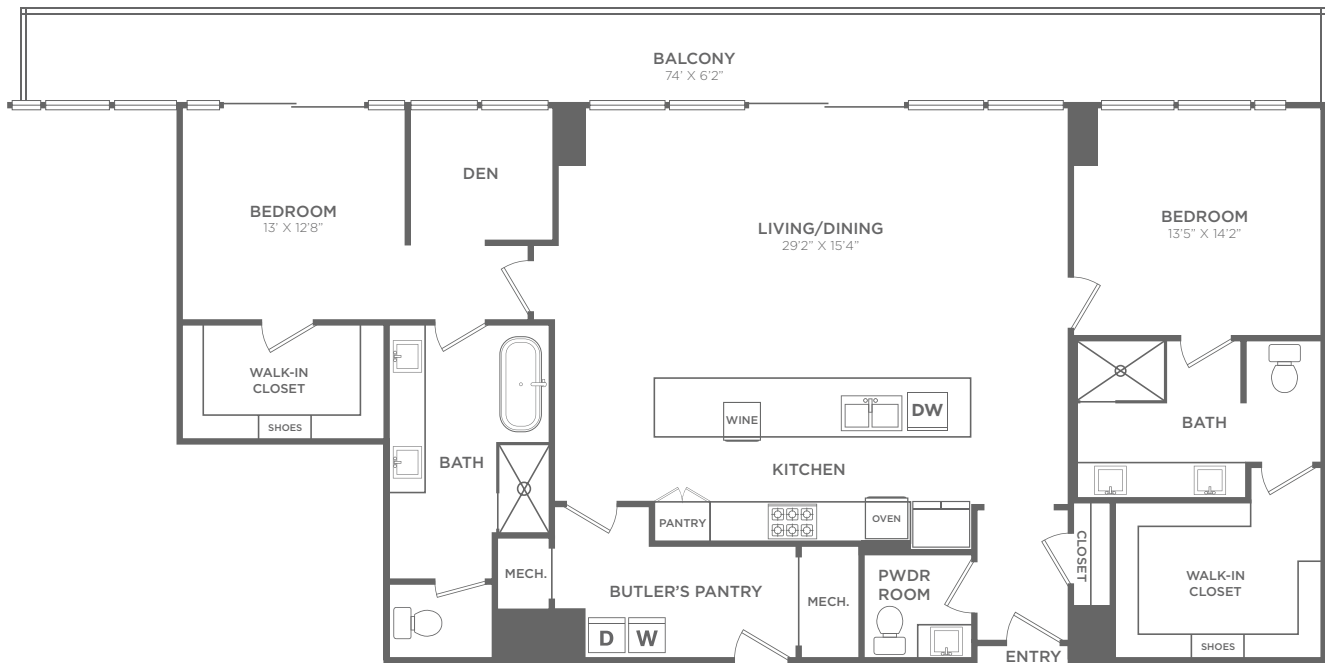 BALCONY
74' X 6'2"
DEN
BEDROOM
13' X 12'8"
LIVING/DINING
29'2" X 15'4"
BEDROOM
13'5" X 14'2"
WALK-IN
CLOSET
SHOES
BATH
WINE
DW
KITCHEN
BATH
PANTRY
OVEN
CLOSET
MECH.
BUTLER'S PANTRY
MECH.
PWDR
ROOM
WALK-IN
CLOSET
D
W
SHOES
ENTRY